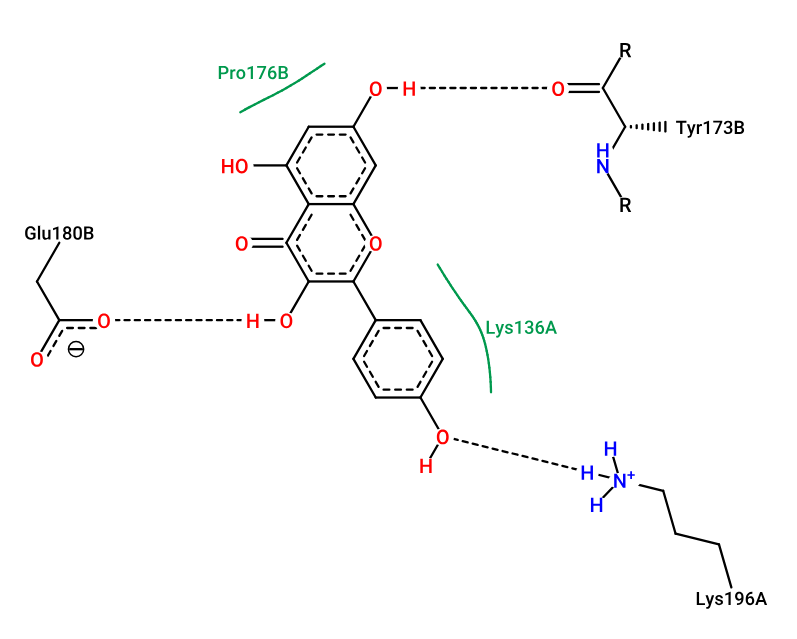 R
Pro176B
O H O
Tyr173B
H
N
HO
R
Glu180B
O O
O H O
Lys136A
O ⊖
O
H
H
H N+
H
Lys196A